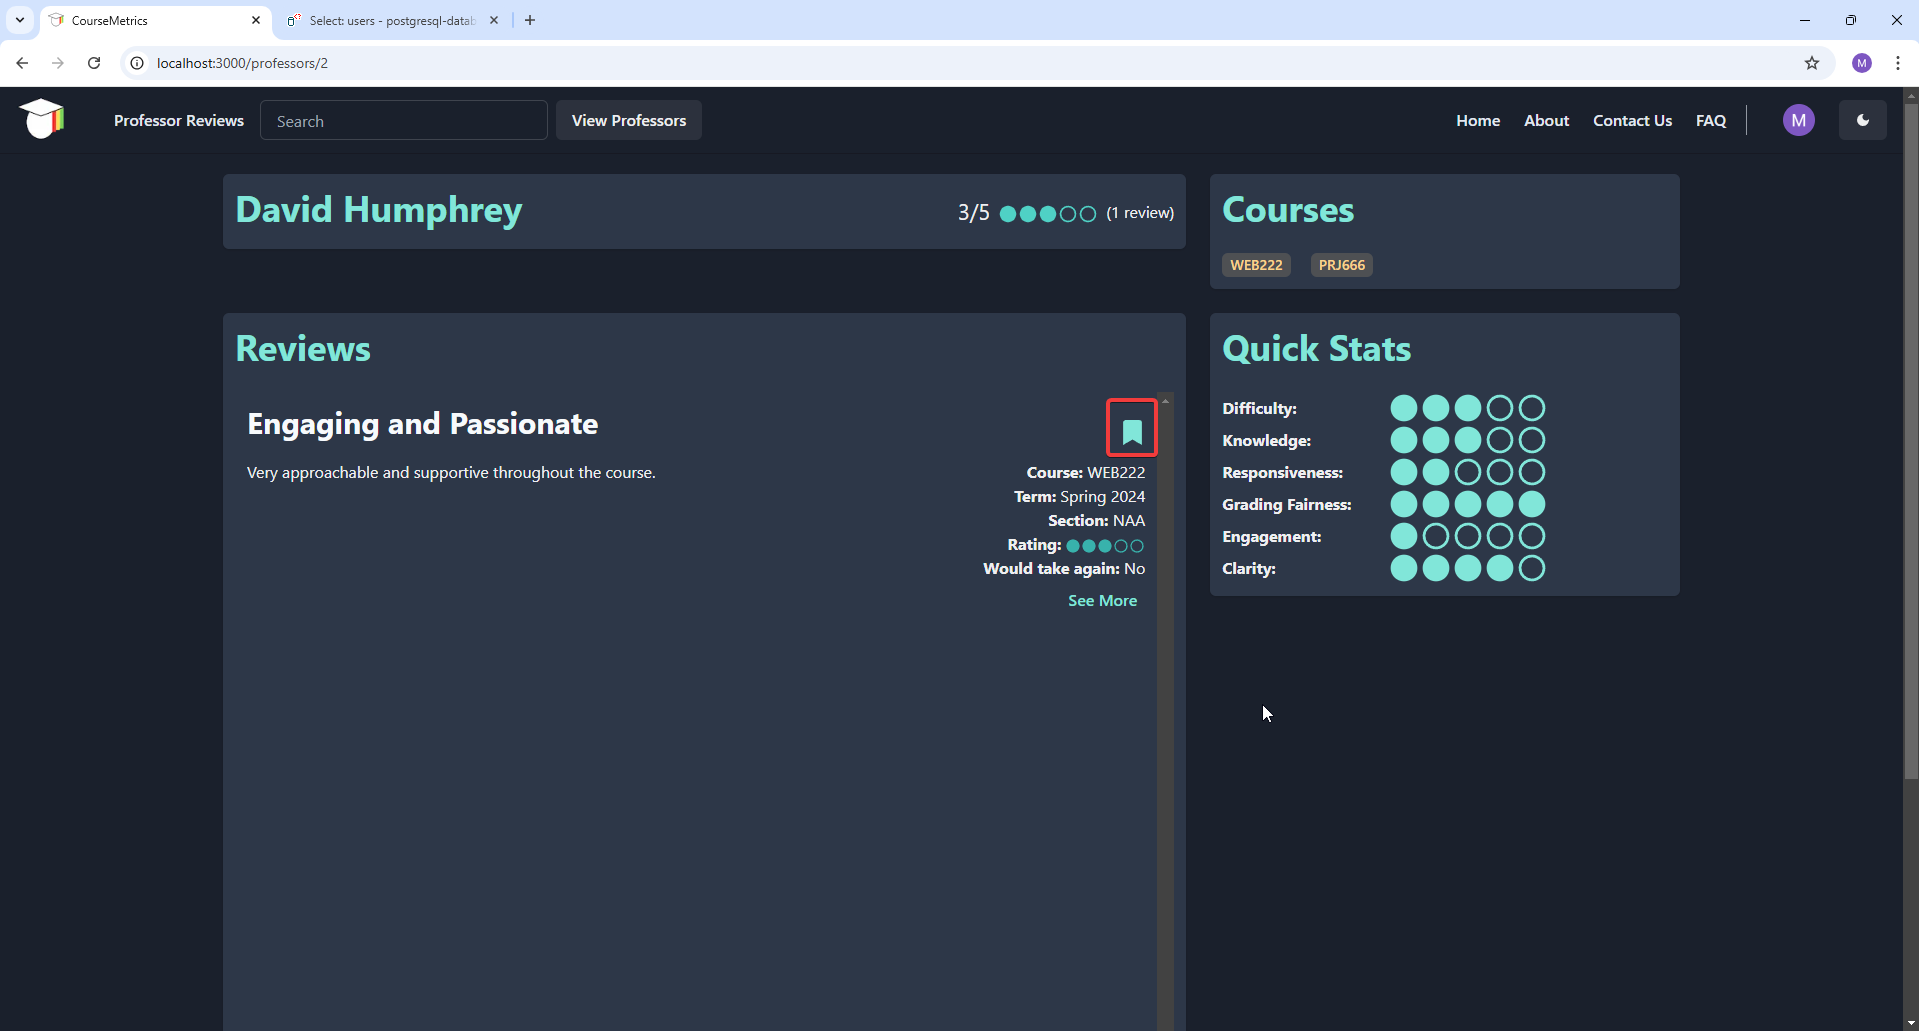 CourseMetrics
Select: users - postgresql-datab
localhost:3000/professors/2
M
Professor Reviews
Search
View Professors
Home
About
Contact Us
FAQ
M
David Humphrey
3/5
(1 review)
Courses
WEB222
PRJ666
Reviews
Engaging and Passionate
Very approachable and supportive throughout the course.
Course: WEB222
Term: Spring 2024
Section: NAA
Rating:
Would take again: No
See More
Quick Stats
Difficulty:
Knowledge:
Responsiveness:
Grading Fairness:
Engagement:
Clarity: